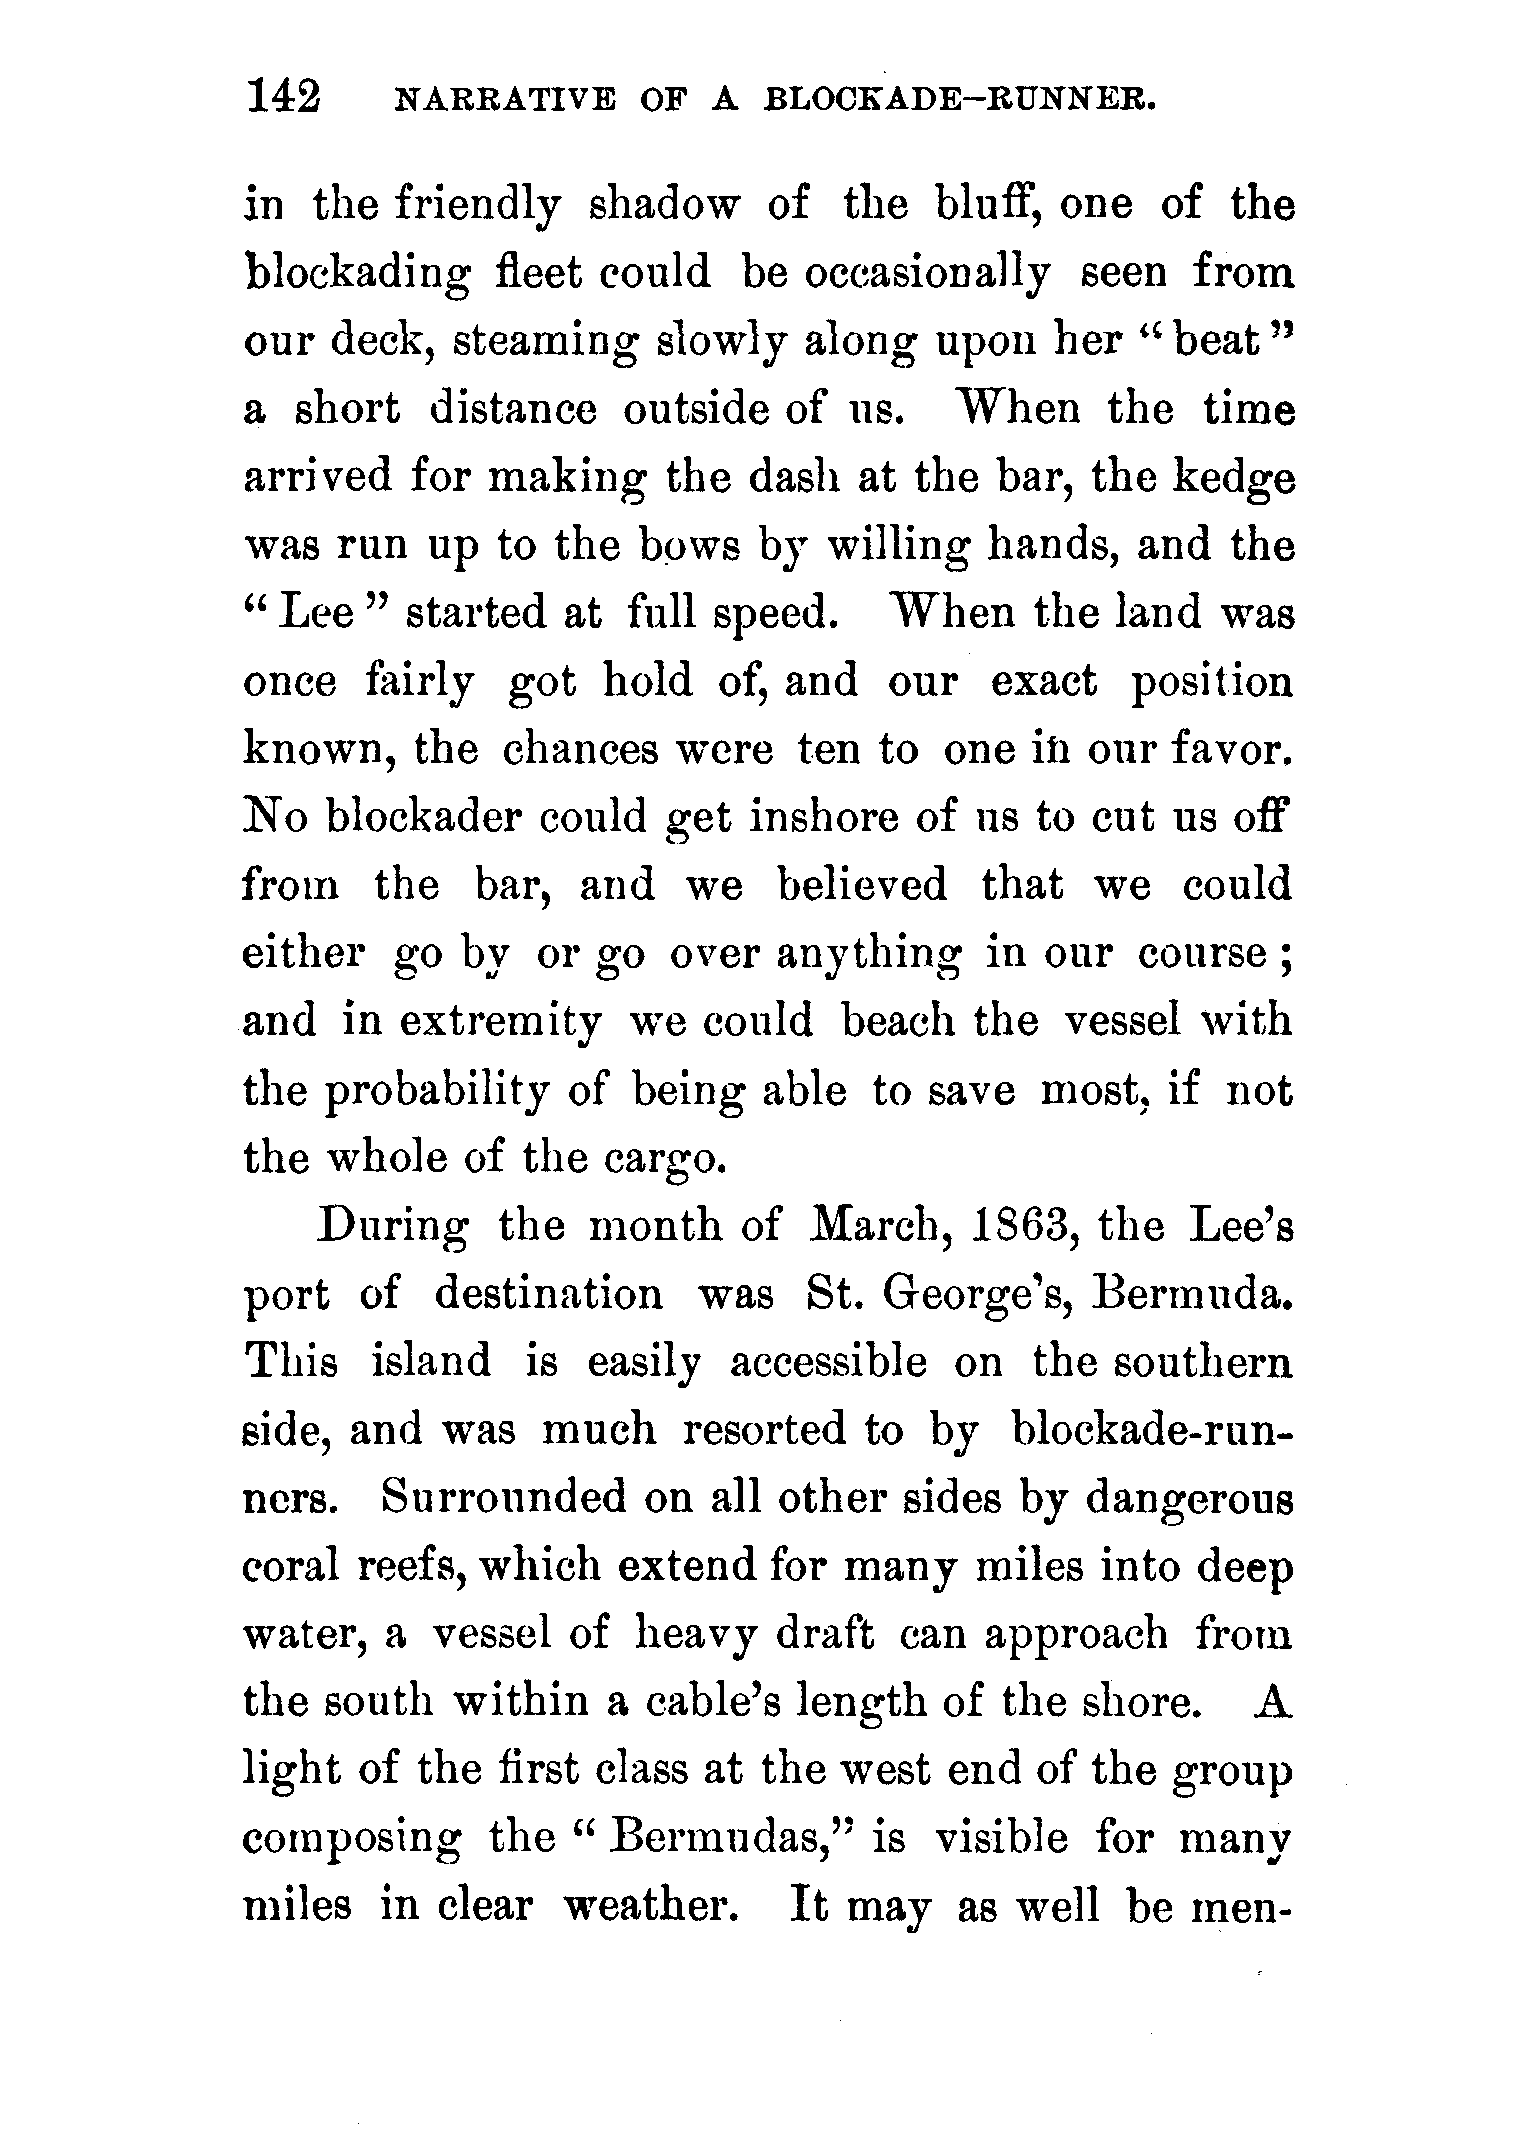 142 NARRATIVE OF A BLOCKADE-RUNNER.
in the friendly shadow of the bluff, one of the
blockading fleet could be occasionally seen from
our deck, steaming slowly along upon her “ beat ”
a short distance outside of us. When the time
arrived for making the dash at the bar, the kedge
was run up to the bows by willing hands, and the
“ Lee ” started at full speed. When the land was
once fairly got hold of, and our exact position
known, the chances were ten to one in our favor.
No blockader could get inshore of us to cut us off
from the bar, and we believed that we could
either go by or go over anything in our course ;
and in extremity we could beach the vessel with
the probability of being able to save most, if not
the whole of the cargo.
During the month of March, 1863, the Lee’s
port of destination was St. George’s, Bermuda.
This island is easily accessible on the southern
side, and was much resorted to by blockade-run-
ners. Surrounded on all other sides by dangerous
coral reefs, which extend for many miles into deep
water, a vessel of heavy draft can approach from
the south within a cable’s length of the shore. A
light of the first class at the west end of the group
composing the “ Bermudas,” is visible for many
miles in clear weather. It may as well be men-